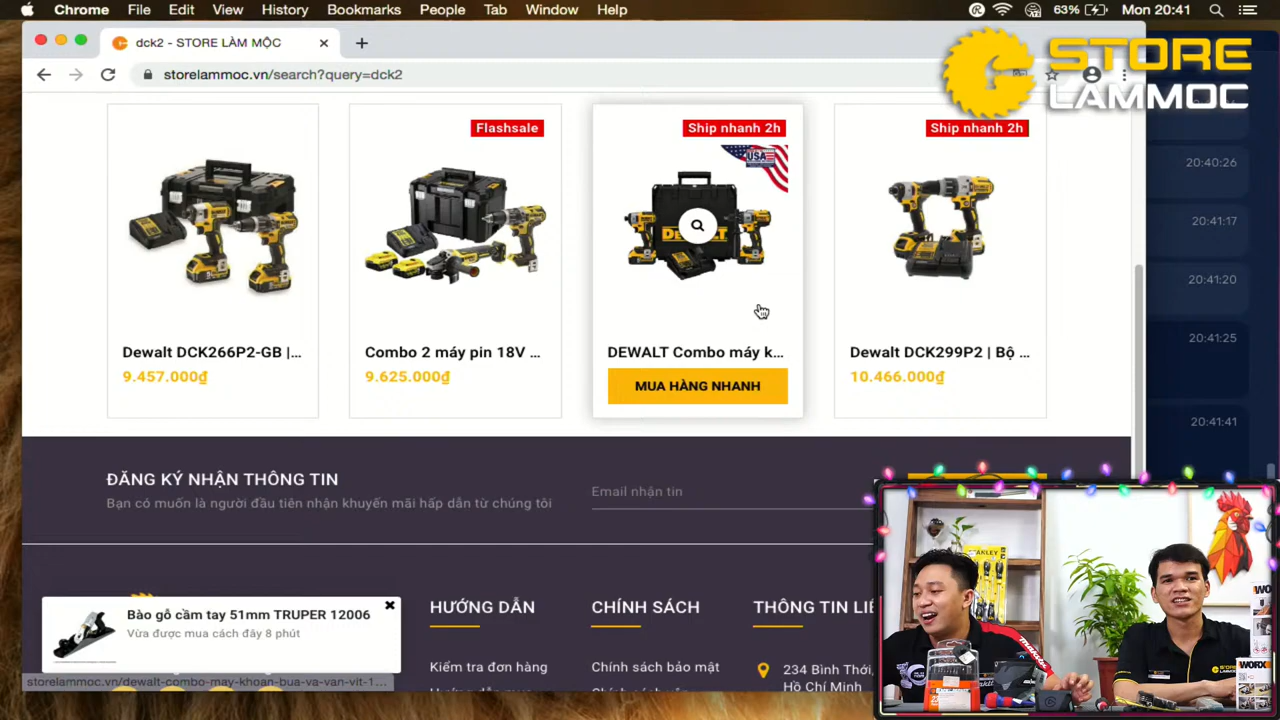 Chrome File Edit View History Bookmarks People Tab Window Help
63% Mon 20:41
dck2 - STORE LÀM MỘC
storelammoc.vn/search?query=dck2
STORE
LAMMOC
Flashsale
Ship nhanh 2h
Ship nhanh 2h
USA
DEWALT
Dewalt DCK266P2-GB |...
9.457.000₫
Combo 2 máy pin 18V ...
9.625.000₫
DEWALT Combo máy k...
MUA HÀNG NHANH
Dewalt DCK299P2 | Bộ ...
10.466.000₫
20:40:26
20:41:17
20:41:20
20:41:25
20:41:41
ĐĂNG KÝ NHẬN THÔNG TIN
Bạn có muốn là người đầu tiên nhận khuyến mãi hấp dẫn từ chúng tôi
Email nhận tin
Bào gỗ cầm tay 51mm TRUPER 12006
Vừa được mua cách đây 8 phút
HƯỚNG DẪN
Kiểm tra đơn hàng
CHÍNH SÁCH
Chính sách bảo mật
THÔNG TIN LIÊ
234 Bình Thới,
Hồ Chí Minh
storelammoc.vn/dewalt-combo-may-khoan-bua-va-van-vit-1...
STANLEY
makita
WORX